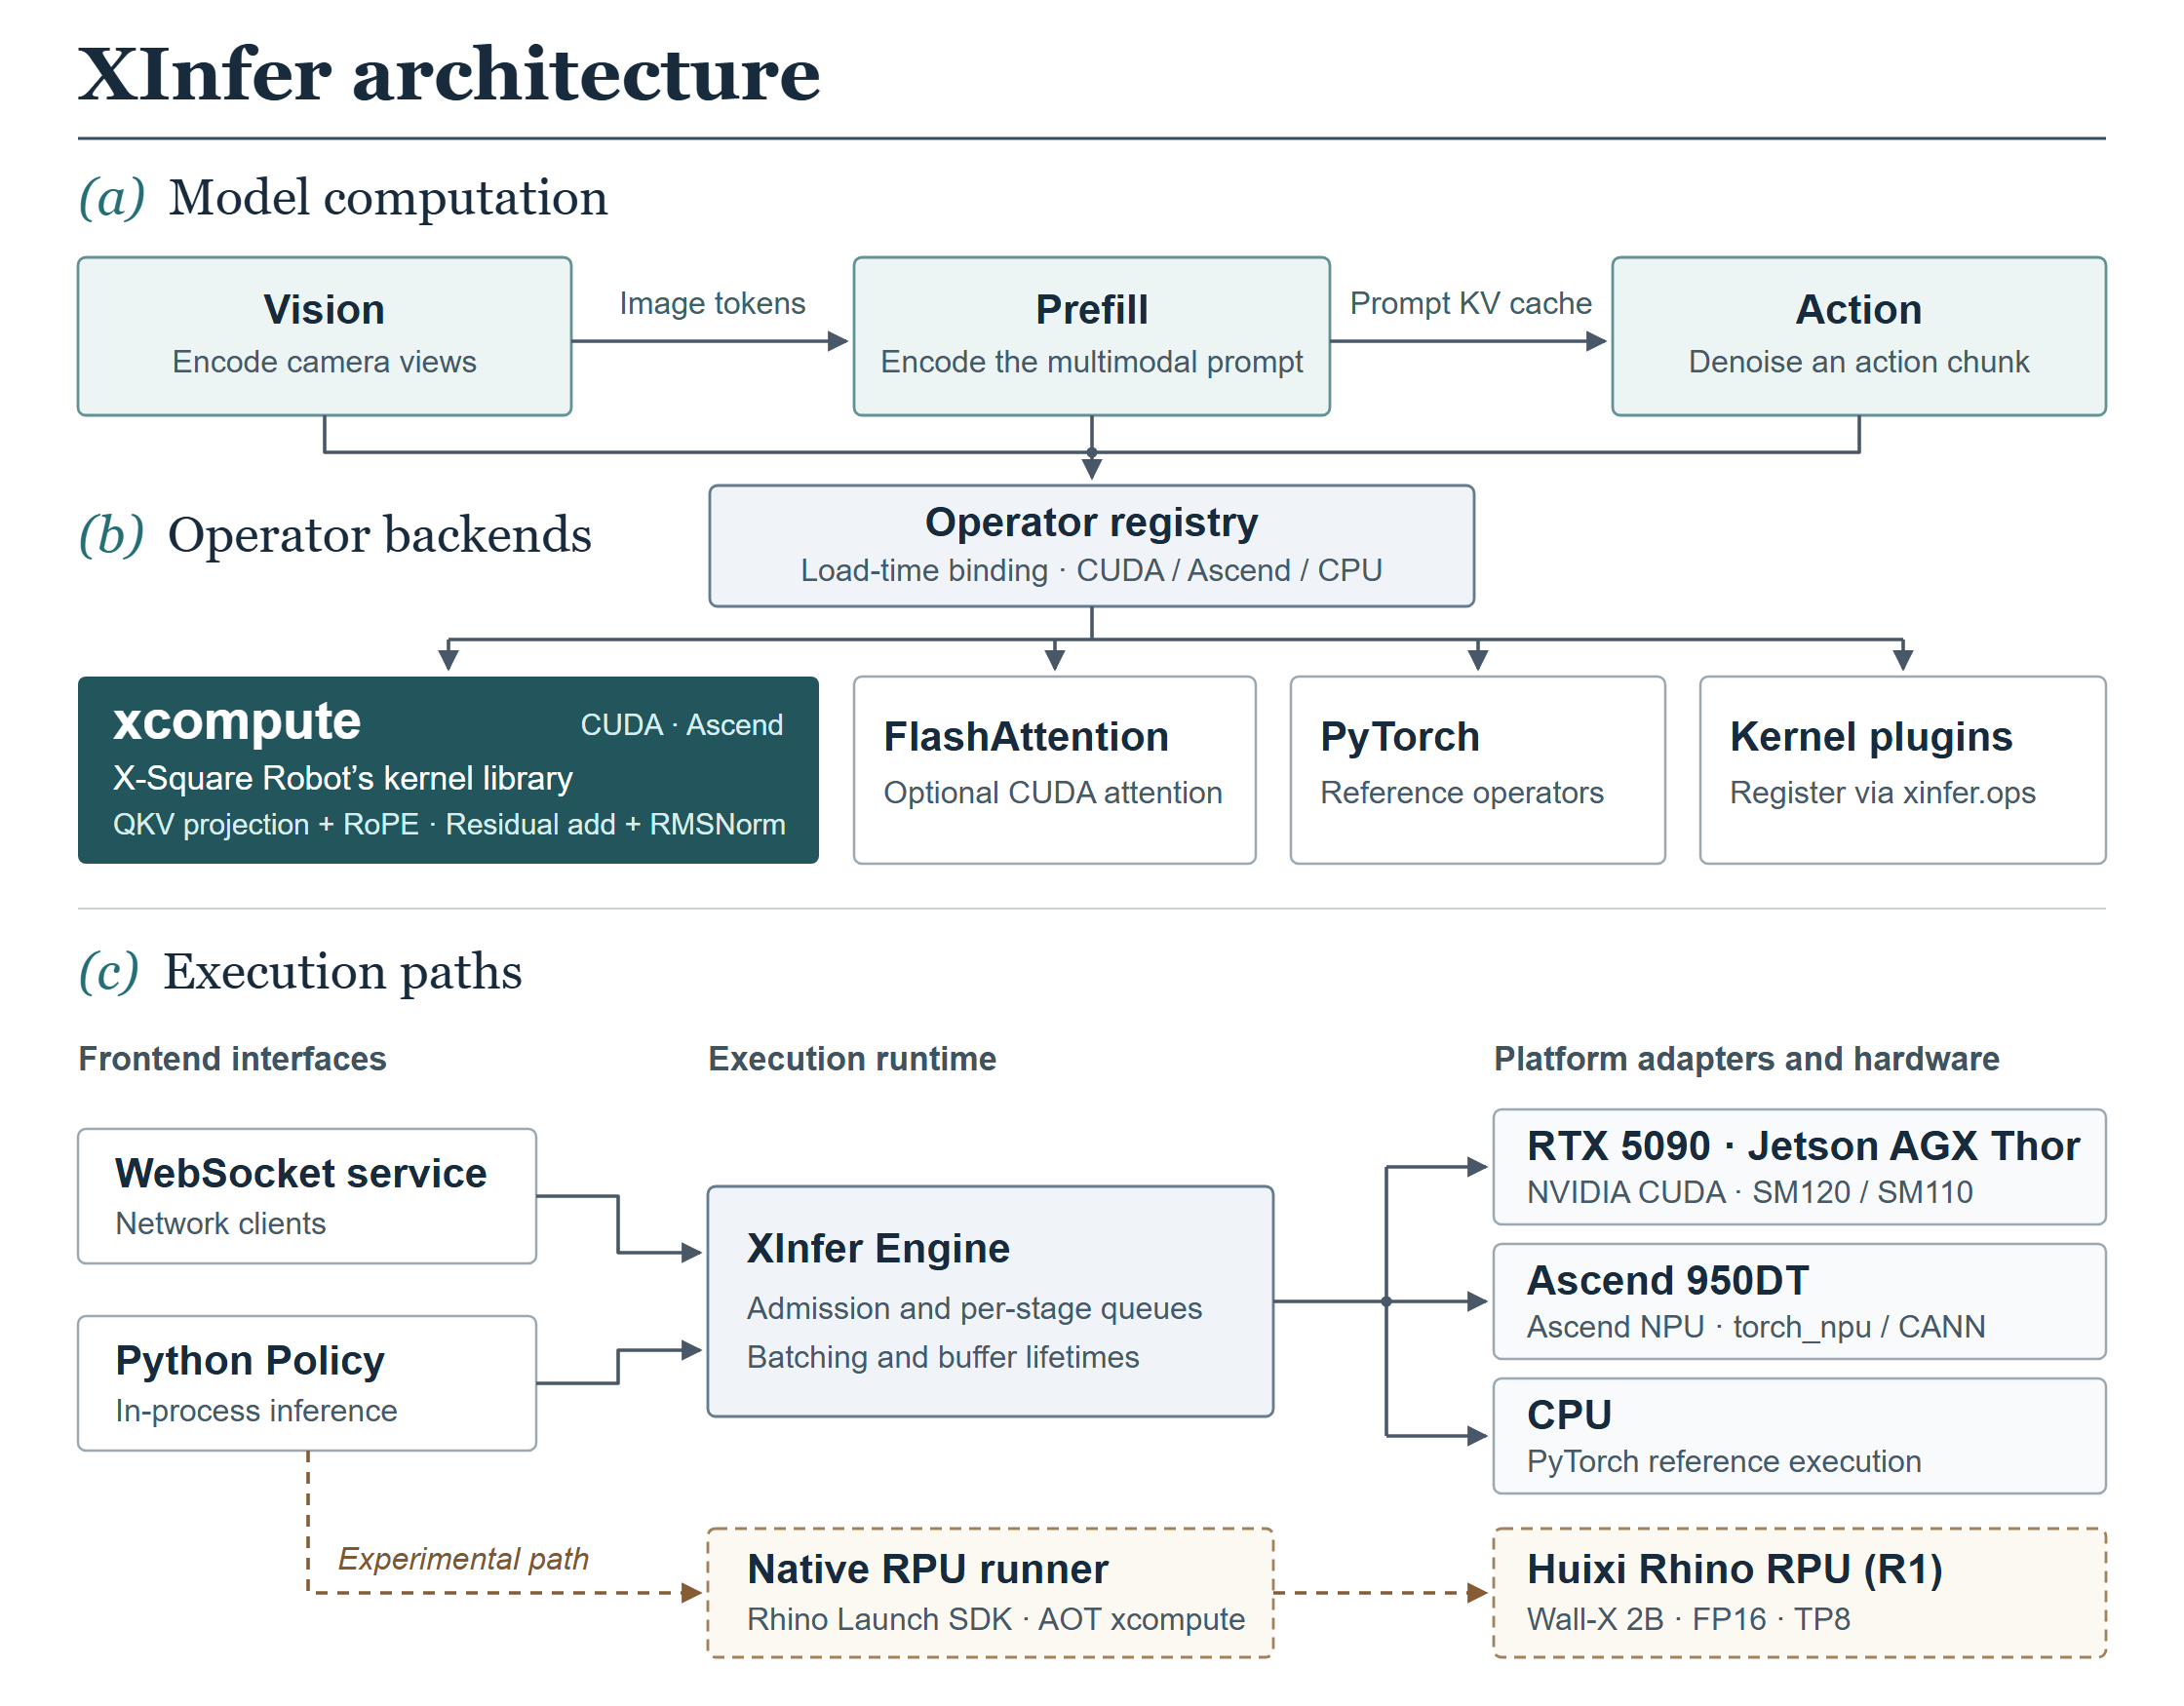 XInfer architecture
(a) Model computation
Vision
Encode camera views
Image tokens
Prefill
Encode the multimodal prompt
Prompt KV cache
Action
Denoise an action chunk
(b) Operator backends
Operator registry
Load-time binding · CUDA / Ascend / CPU
xcompute
CUDA · Ascend
X-Square Robot’s kernel library
QKV projection + RoPE · Residual add + RMSNorm
FlashAttention
Optional CUDA attention
PyTorch
Reference operators
Kernel plugins
Register via xinfer.ops
(c) Execution paths
Frontend interfaces
Execution runtime
Platform adapters and hardware
WebSocket service
Network clients
Python Policy
In-process inference
XInfer Engine
Admission and per-stage queues
Batching and buffer lifetimes
RTX 5090 · Jetson AGX Thor
NVIDIA CUDA · SM120 / SM110
Ascend 950DT
Ascend NPU · torch_npu / CANN
CPU
PyTorch reference execution
Experimental path
Native RPU runner
Rhino Launch SDK · AOT xcompute
Huixi Rhino RPU (R1)
Wall-X 2B · FP16 · TP8